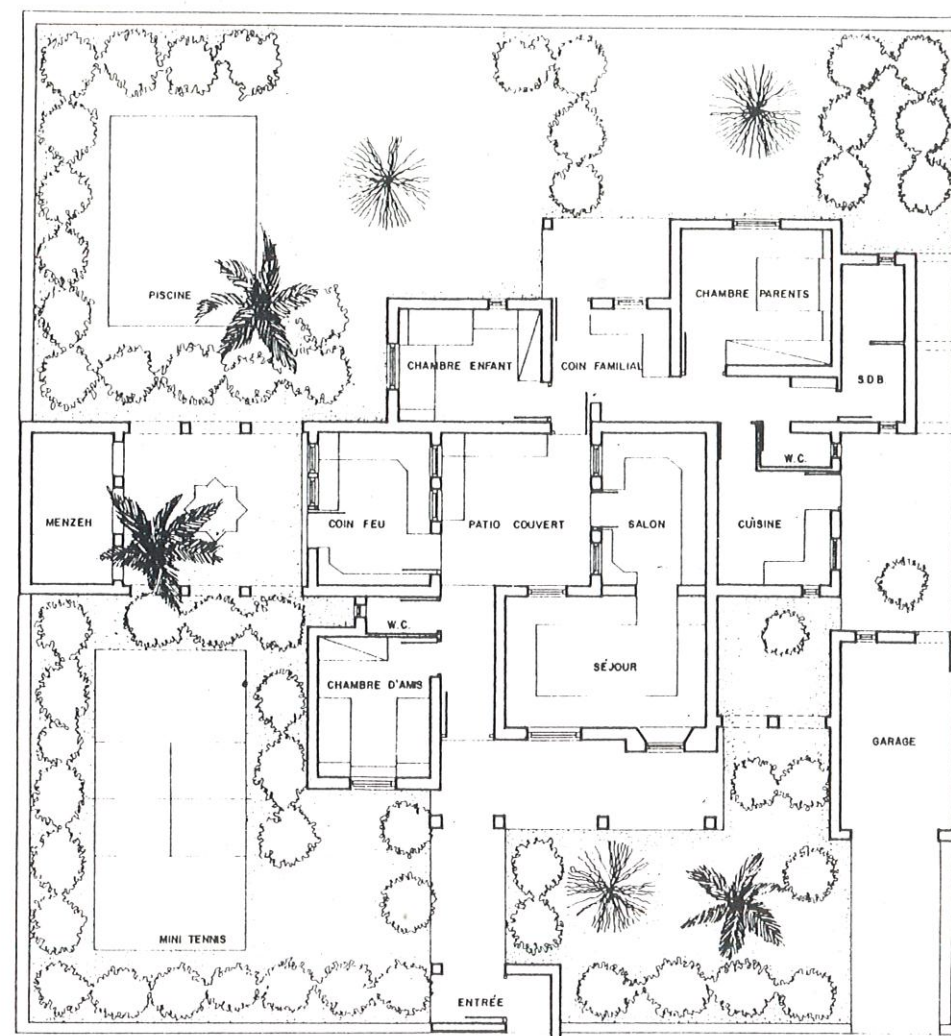 PISCINE
CHAMBRE PARENTS
CHAMBRE ENFANT
COIN FAMILIAL
SDB
W.C.
MENZEH
COIN FEU
PATIO COUVERT
SALON
CUISINE
W.C.
SÉJOUR
CHAMBRE D'AMIS
GARAGE
MINI TENNIS
ENTRÉE